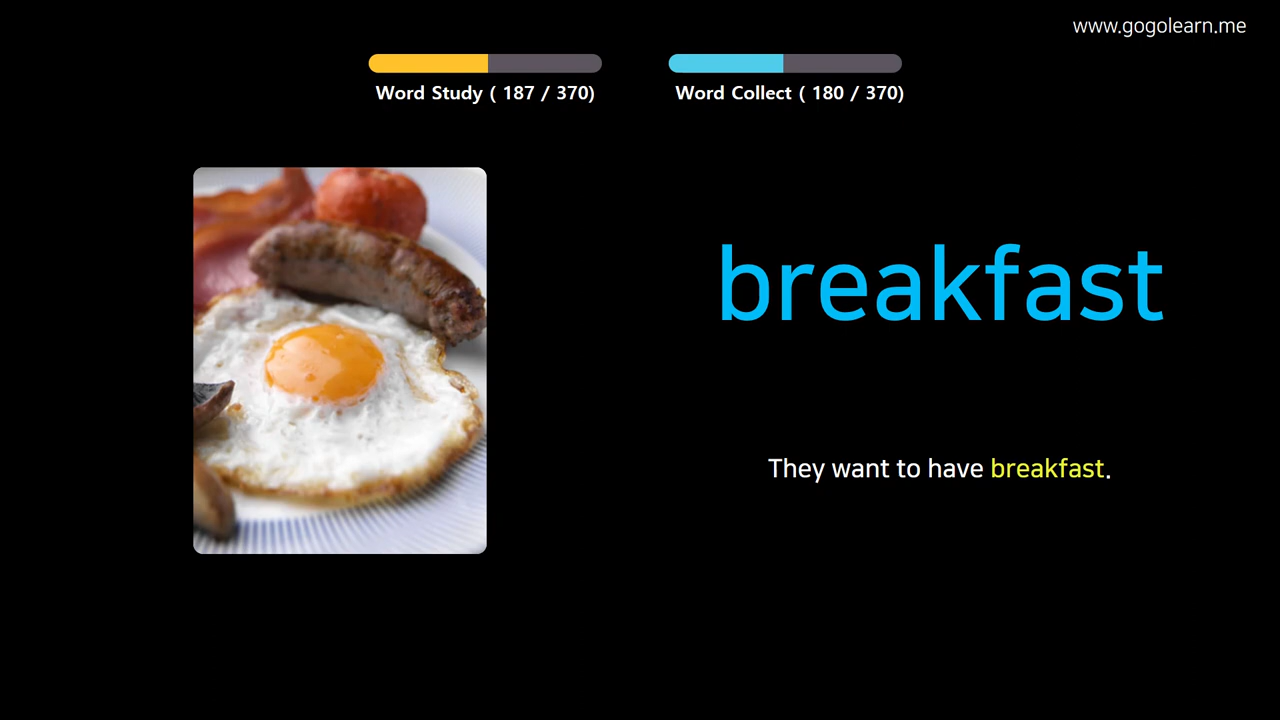 www.gogolearn.me
Word Study ( 187 / 370)
Word Collect ( 180 / 370)
breakfast
They want to have breakfast.